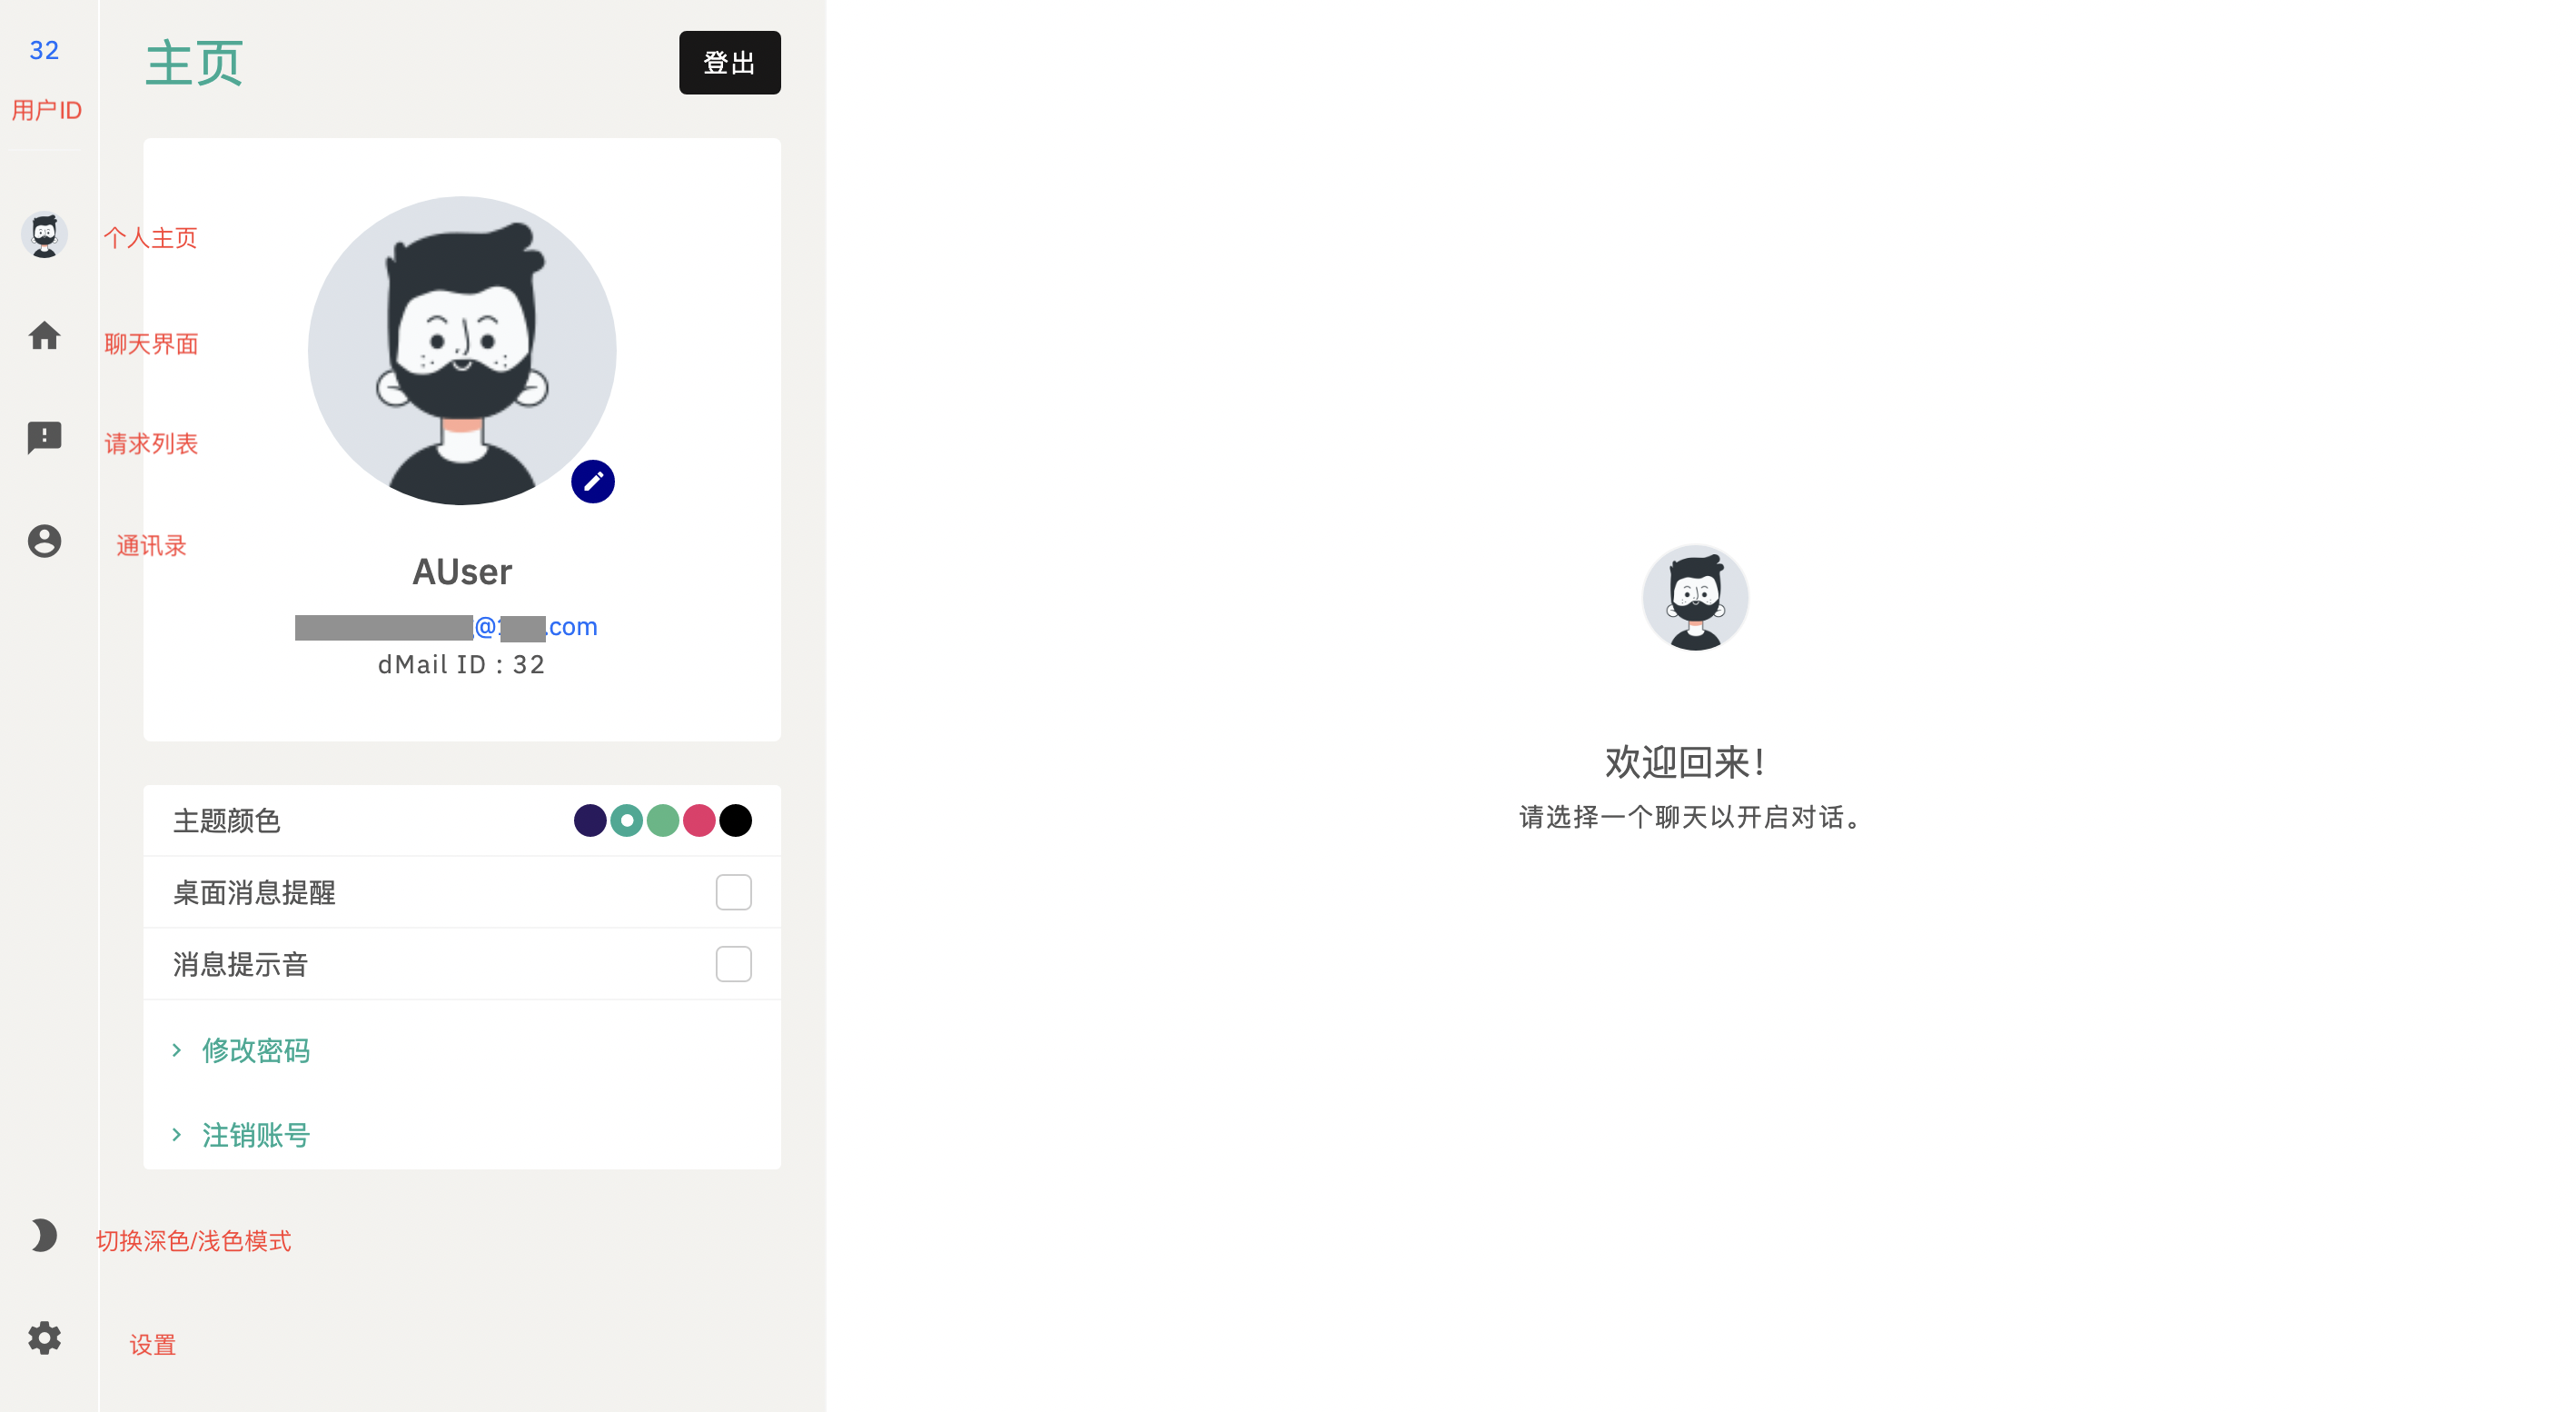 32
用户ID
个人主页
聊天界面
请求列表
通讯录
切换深色/浅色模式
设置
主页
登出
AUser
@ .com
dMail ID : 32
主题颜色
桌面消息提醒
消息提示音
修改密码
注销账号
欢迎回来!
请选择一个聊天以开启对话。